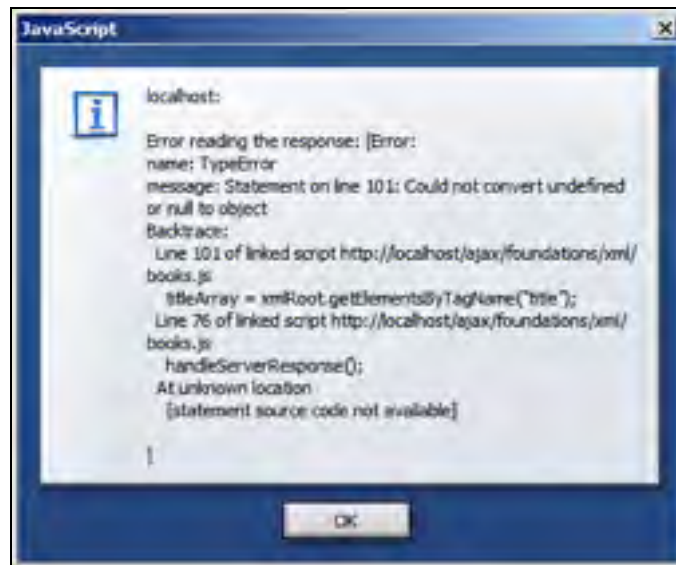 JavaScript
localhost:
Error reading the response: [Error:
name: TypeError
message: Statement on line 101: Could not convert undefined
or null to object
Backtrace:
Line 101 of linked script http://localhost/ajax/foundations/xml/
books.js
titleArray = xmlRoot.getElementsByTagName("title");
Line 76 of linked script http://localhost/ajax/foundations/xml/
books.js
handleServerResponse();
At unknown location
[statement source code not available]
]
OK